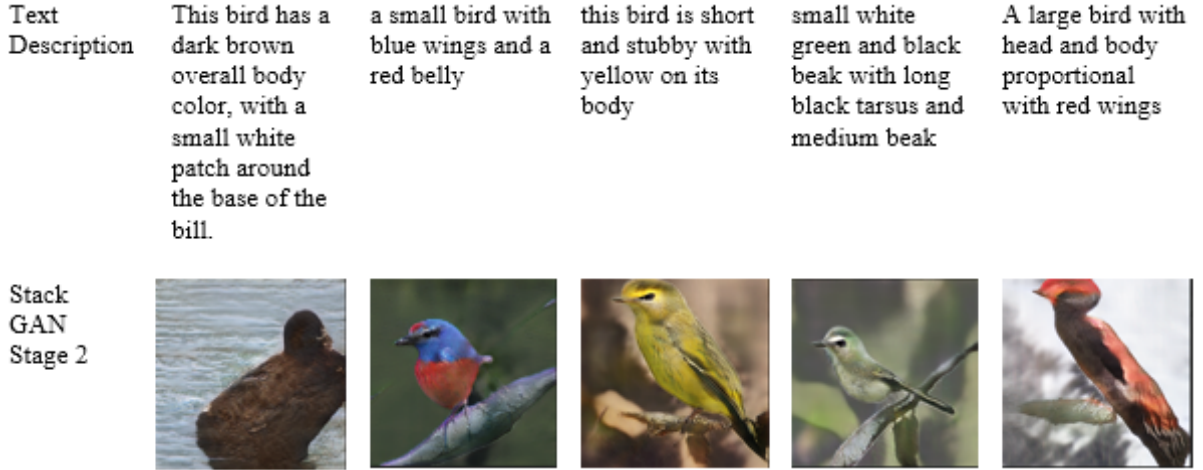 Text
Description
This bird has a
dark brown
overall body
color, with a
small white
patch around
the base of the
bill.
a small bird with
blue wings and a
red belly
this bird is short
and stubby with
yellow on its
body
small white
green and black
beak with long
black tarsus and
medium beak
A large bird with
head and body
proportional
with red wings
Stack
GAN
Stage 2